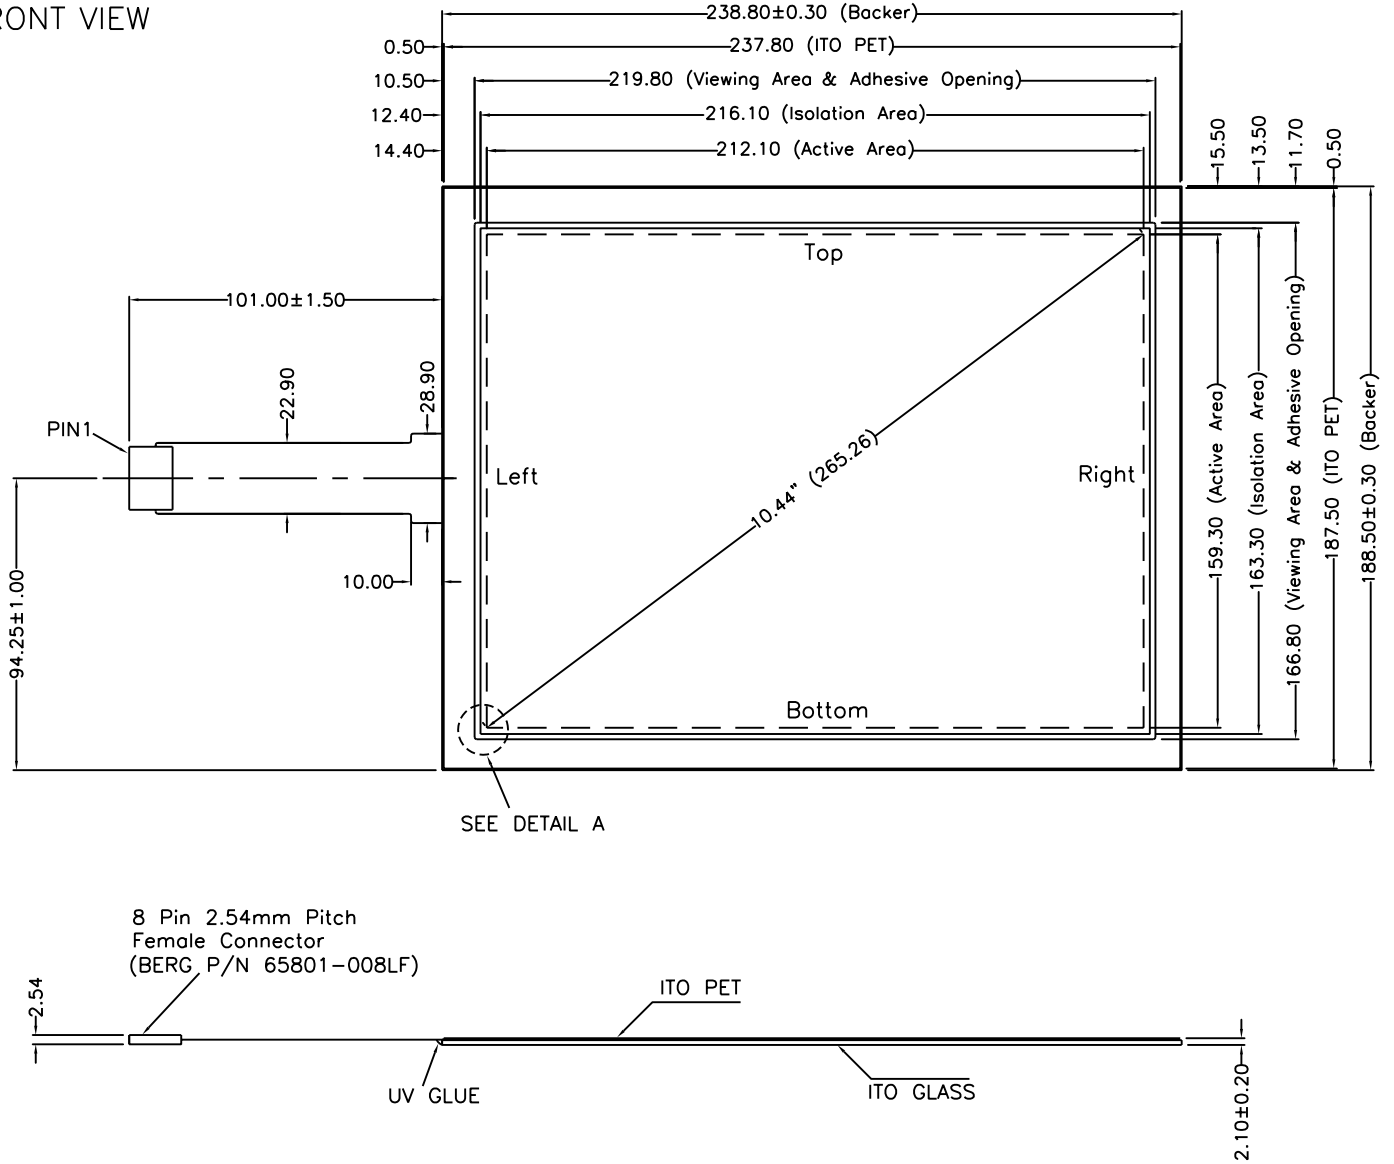 FRONT VIEW
238.80±0.30 (Backer)
0.50
237.80 (ITO PET)
10.50
219.80 (Viewing Area & Adhesive Opening)
12.40
216.10 (Isolation Area)
14.40
212.10 (Active Area)
15.50
13.50
11.70
0.50
Top
101.00±1.50
22.90
28.90
PIN1
Left
Right
10.44" (265.26)
10.00
94.25±1.00
159.30 (Active Area)
163.30 (Isolation Area)
166.80 (Viewing Area & Adhesive Opening)
187.50 (ITO PET)
188.50±0.30 (Backer)
Bottom
SEE DETAIL A
8 Pin 2.54mm Pitch
Female Connector
(BERG P/N 65801-008LF)
2.54
ITO PET
UV GLUE
ITO GLASS
2.10±0.20